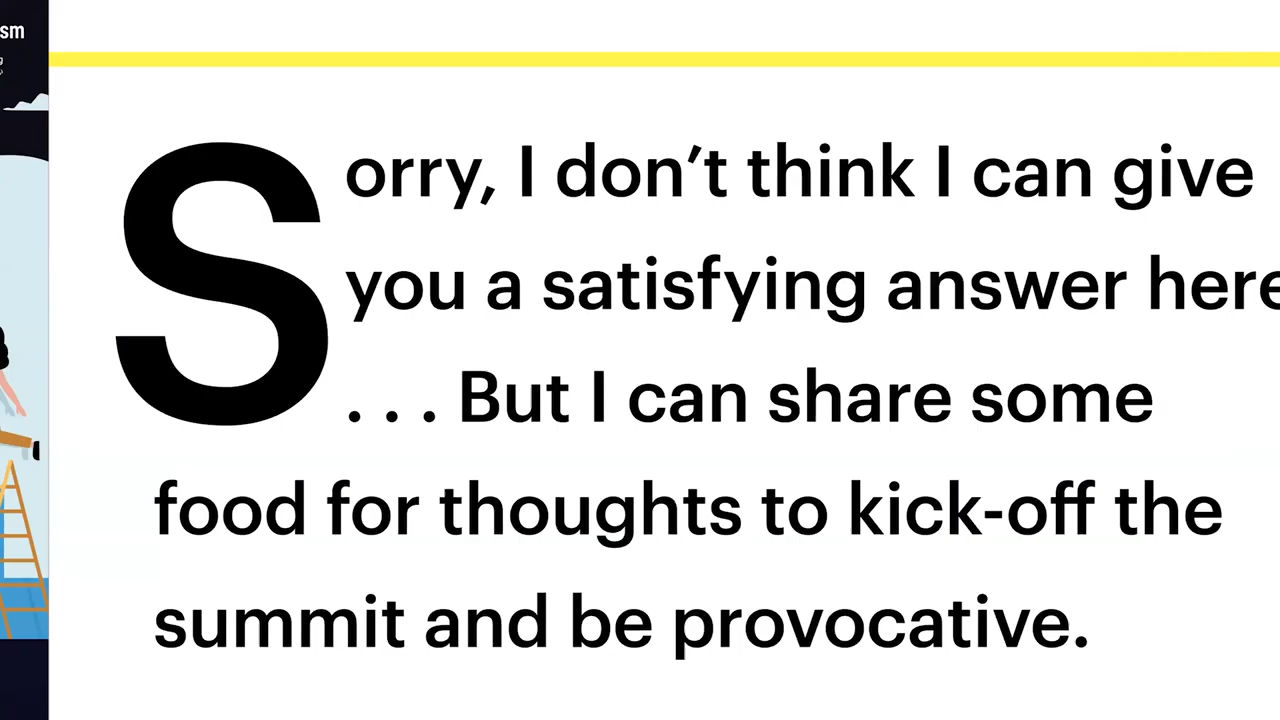 ism
Sorry, I don’t think I can give
you a satisfying answer here
. . . But I can share some
food for thoughts to kick-off the
summit and be provocative.